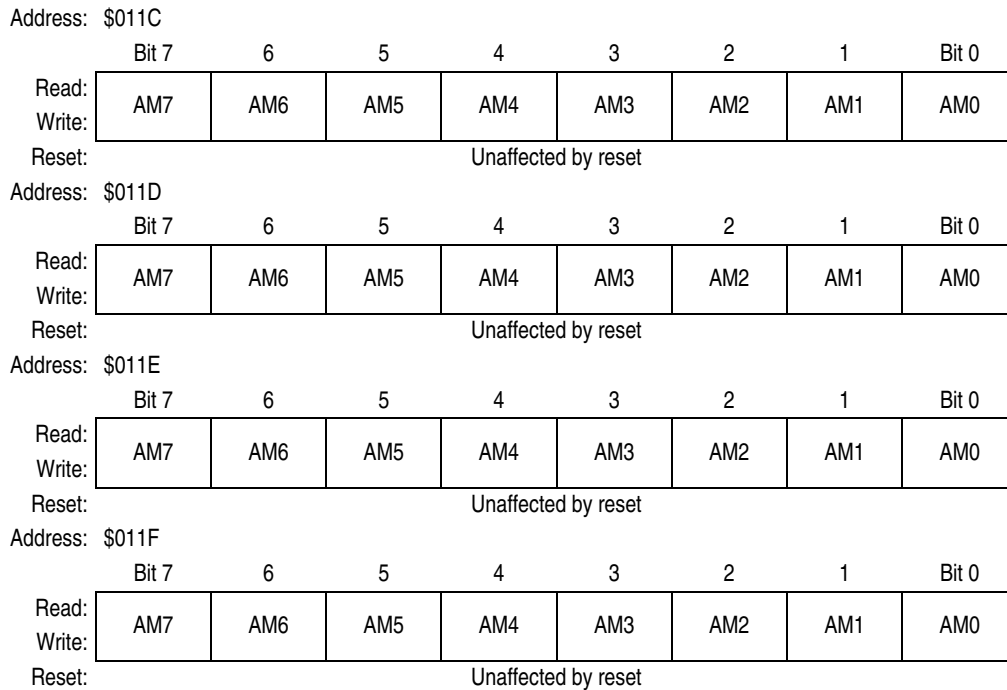 Address: $011C
Bit 7 6 5 4 3 2 1 Bit 0
Read:
Write:
AM7 AM6 AM5 AM4 AM3 AM2 AM1 AM0
Reset: Unaffected by reset
Address: $011D
Bit 7 6 5 4 3 2 1 Bit 0
Read:
Write:
AM7 AM6 AM5 AM4 AM3 AM2 AM1 AM0
Reset: Unaffected by reset
Address: $011E
Bit 7 6 5 4 3 2 1 Bit 0
Read:
Write:
AM7 AM6 AM5 AM4 AM3 AM2 AM1 AM0
Reset: Unaffected by reset
Address: $011F
Bit 7 6 5 4 3 2 1 Bit 0
Read:
Write:
AM7 AM6 AM5 AM4 AM3 AM2 AM1 AM0
Reset: Unaffected by reset